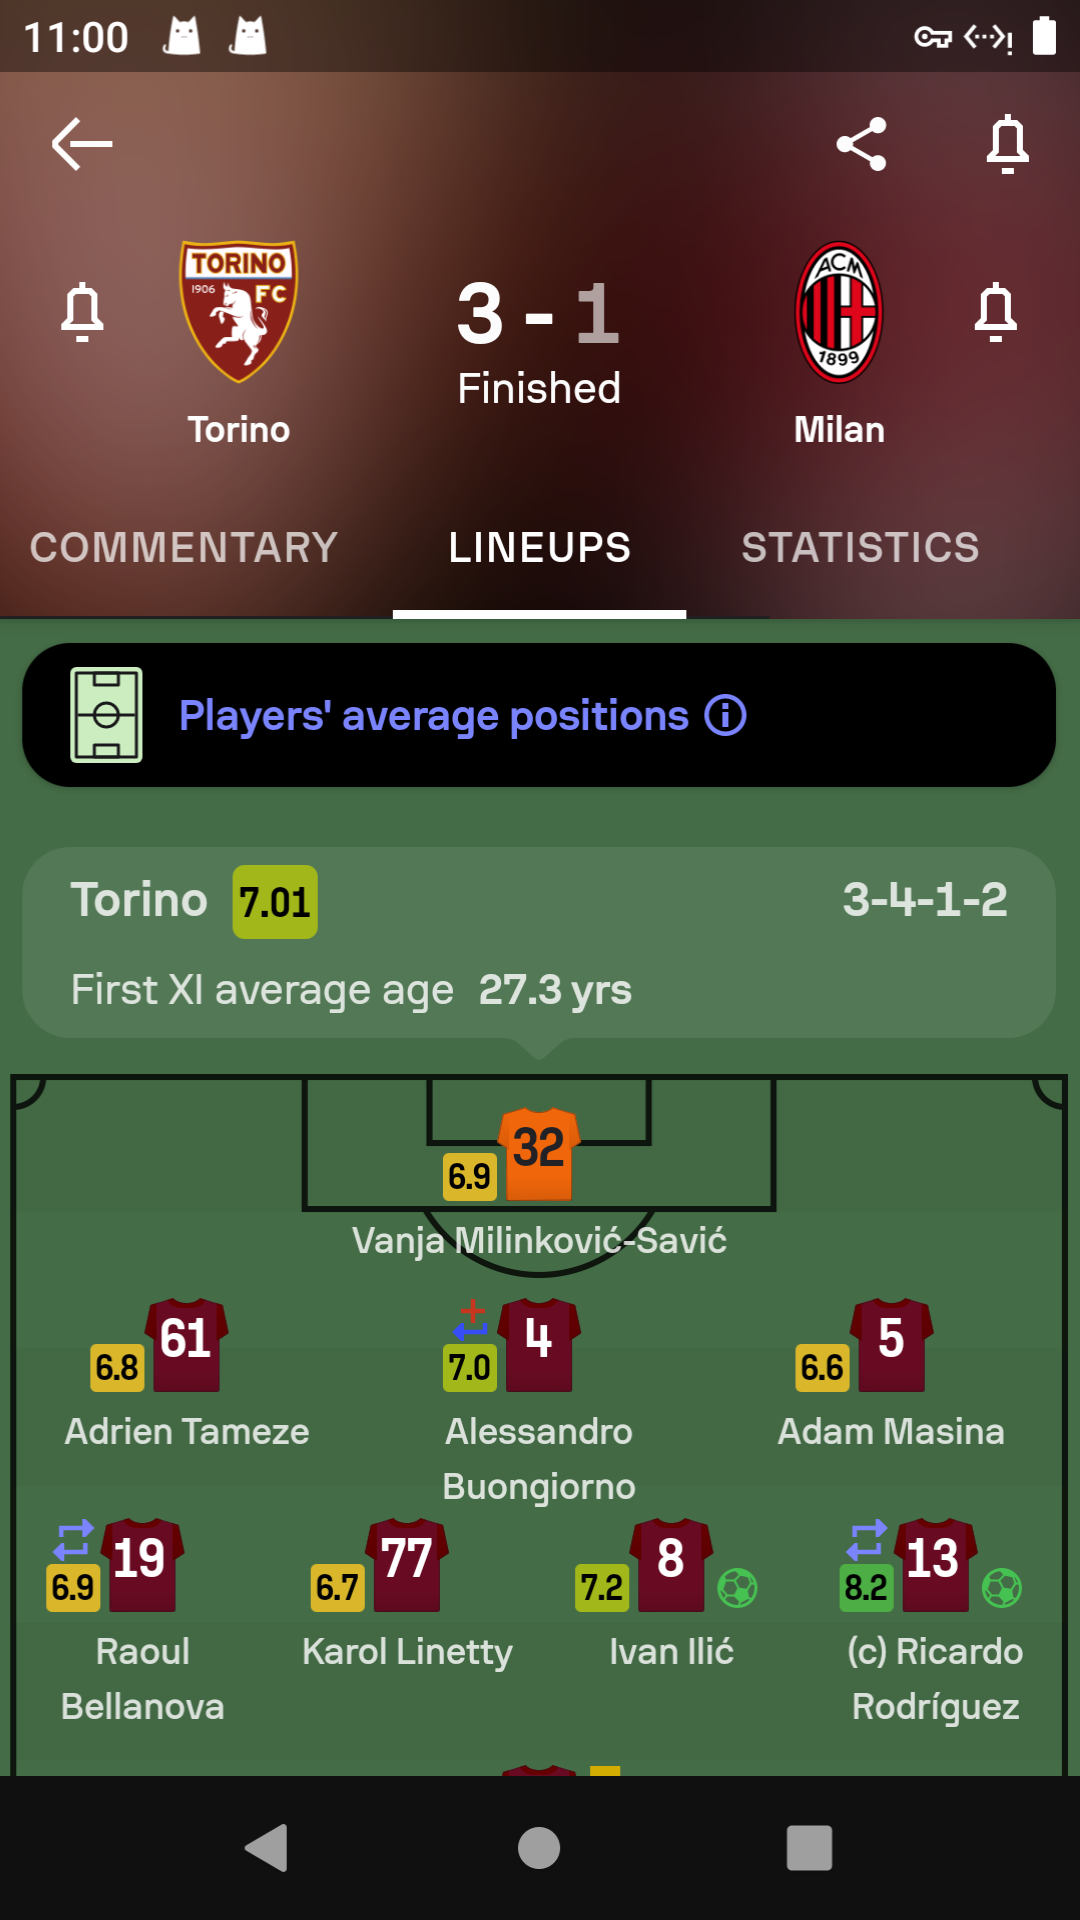 11:00
TORINO
1906
FC
ACM
1899
3 - 1
Finished
Torino
Milan
COMMENTARY
LINEUPS
STATISTICS
Players' average positions
Torino 7.01
3-4-1-2
First XI average age 27.3 yrs
32
6.9
Vanja Milinković-Savić
61
6.8
Adrien Tameze
4
7.0
Alessandro
Buongiorno
5
6.6
Adam Masina
19
6.9
Raoul
Bellanova
77
6.7
Karol Linetty
8
7.2
Ivan Ilić
13
8.2
(c) Ricardo
Rodríguez